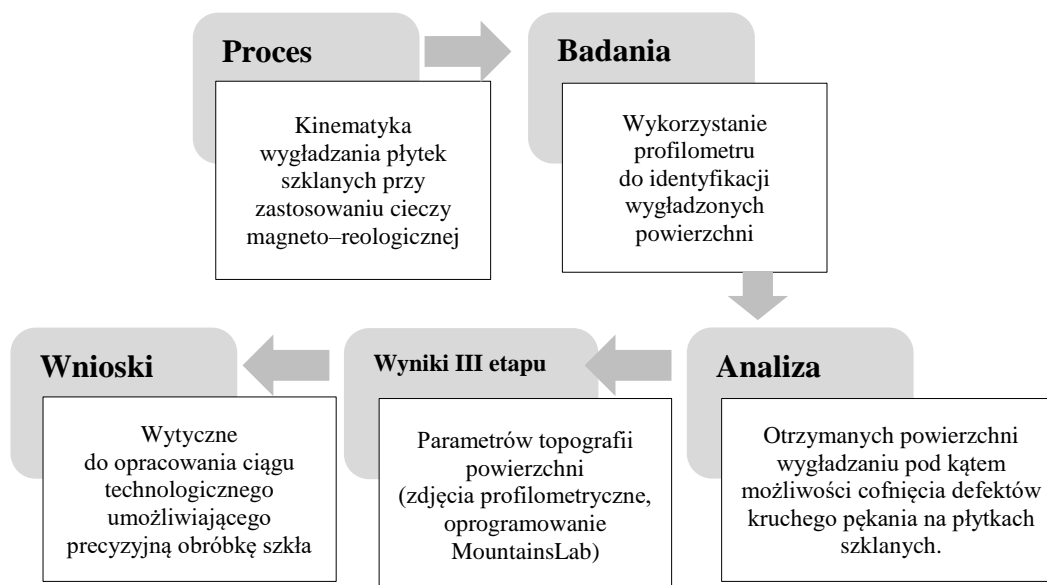 Proces
Kinematyka
wygładzania płytek
szklanych przy
zastosowaniu cieczy
magneto–reologicznej
Badania
Wykorzystanie
profilometru
do identyfikacji
wygładzonych
powierzchni
Analiza
Otrzymanych powierzchni
wygładzaniu pod kątem
możliwości cofnięcia defektów
kruchego pękania na płytkach
szklanych.
Wyniki III etapu
Parametrów topografii
powierzchni
(zdjęcia profilometryczne,
oprogramowanie
MountainsLab)
Wnioski
Wytyczne
do opracowania ciągu
technologicznego
umożliwiającego
precyzyjną obróbkę szkła